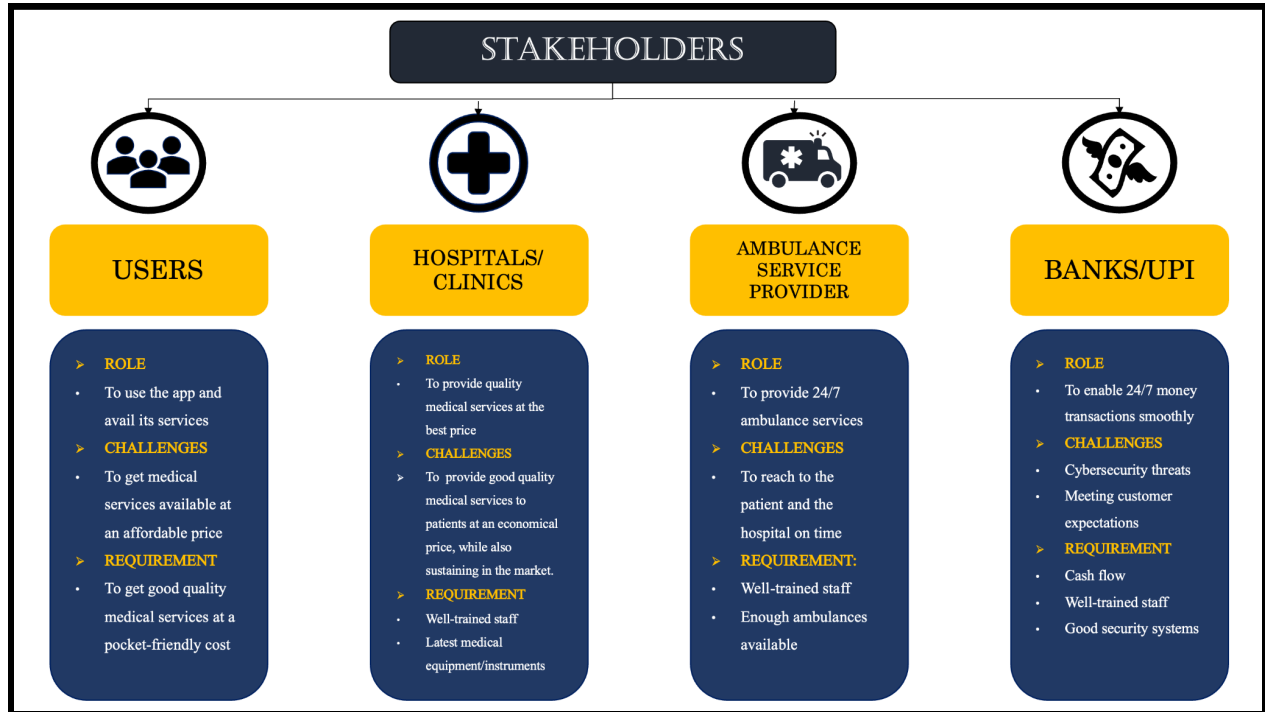 STAKEHOLDERS
USERS
➢ ROLE
• To use the app and
avail its services
➢ CHALLENGES
• To get medical
services available at
an affordable price
➢ REQUIREMENT
• To get good quality
medical services at a
pocket-friendly cost
HOSPITALS/
CLINICS
➢ ROLE
• To provide quality
medical services at the
best price
➢ CHALLENGES
➢ To provide good quality
medical services to
patients at an economical
price, while also
sustaining in the market.
➢ REQUIREMENT
• Well-trained staff
• Latest medical
equipment/instruments
AMBULANCE
SERVICE
PROVIDER
➢ ROLE
• To provide 24/7
ambulance services
➢ CHALLENGES
• To reach to the
patient and the
hospital on time
➢ REQUIREMENT:
• Well-trained staff
• Enough ambulances
available
BANKS/UPI
➢ ROLE
• To enable 24/7 money
transactions smoothly
➢ CHALLENGES
• Cybersecurity threats
• Meeting customer
expectations
➢ REQUIREMENT
• Cash flow
• Well-trained staff
• Good security systems